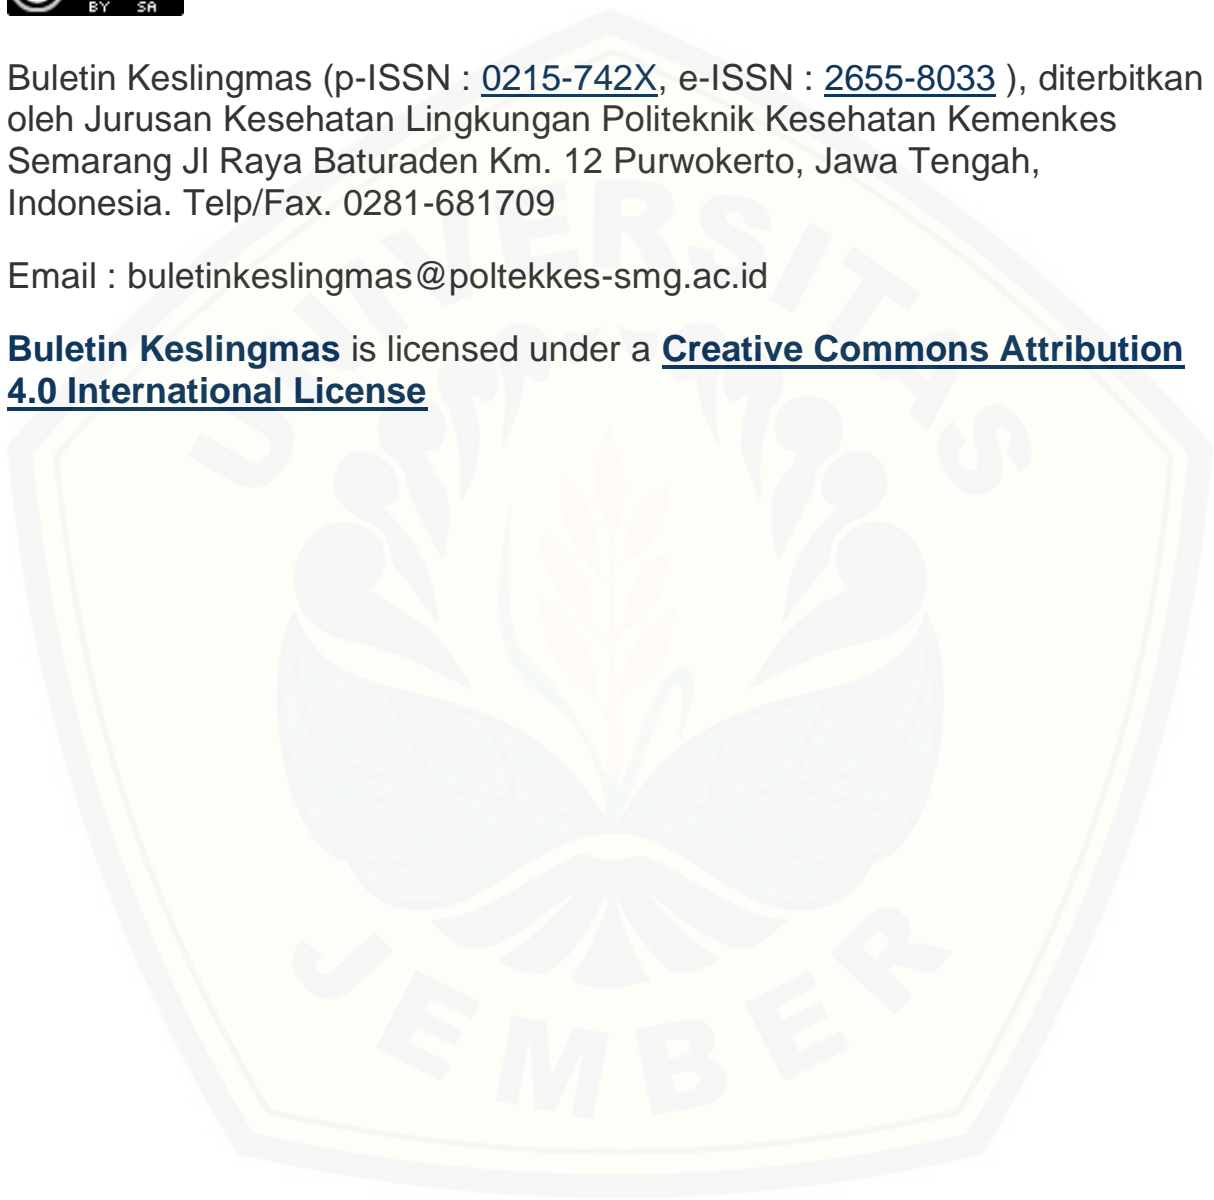 BY SA
Buletin Keslingmas (p-ISSN : 0215-742X, e-ISSN : 2655-8033 ), diterbitkan
oleh Jurusan Kesehatan Lingkungan Politeknik Kesehatan Kemenkes
Semarang Jl Raya Baturaden Km. 12 Purwokerto, Jawa Tengah,
Indonesia. Telp/Fax. 0281-681709
Email : buletinkeslingmas@poltekkes-smg.ac.id
Buletin Keslingmas is licensed under a Creative Commons Attribution
4.0 International License
UNIVERSITAS
JEMBER